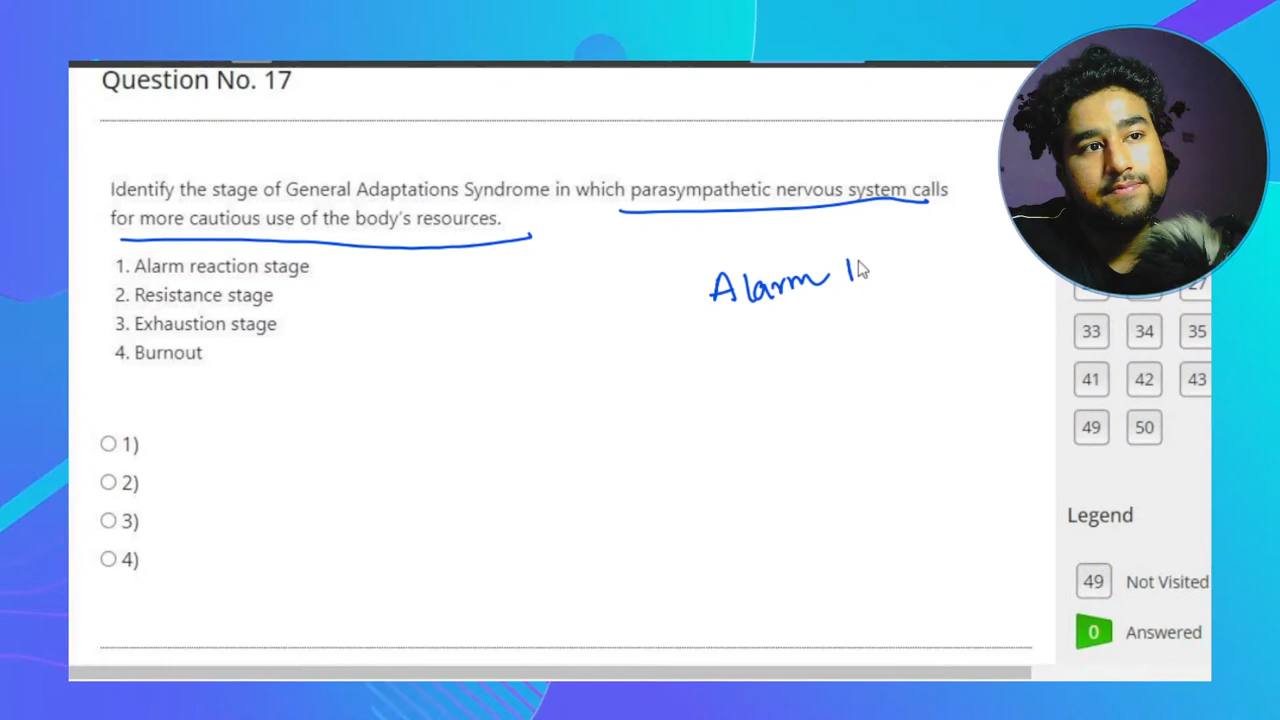 Question No. 17
Identify the stage of General Adaptations Syndrome in which parasympathetic nervous system calls
for more cautious use of the body's resources.
1. Alarm reaction stage
2. Resistance stage
3. Exhaustion stage
4. Burnout
Alarm
1)
2)
3)
4)
27
33 34 35
41 42 43
49 50
Legend
49 Not Visited
0 Answered